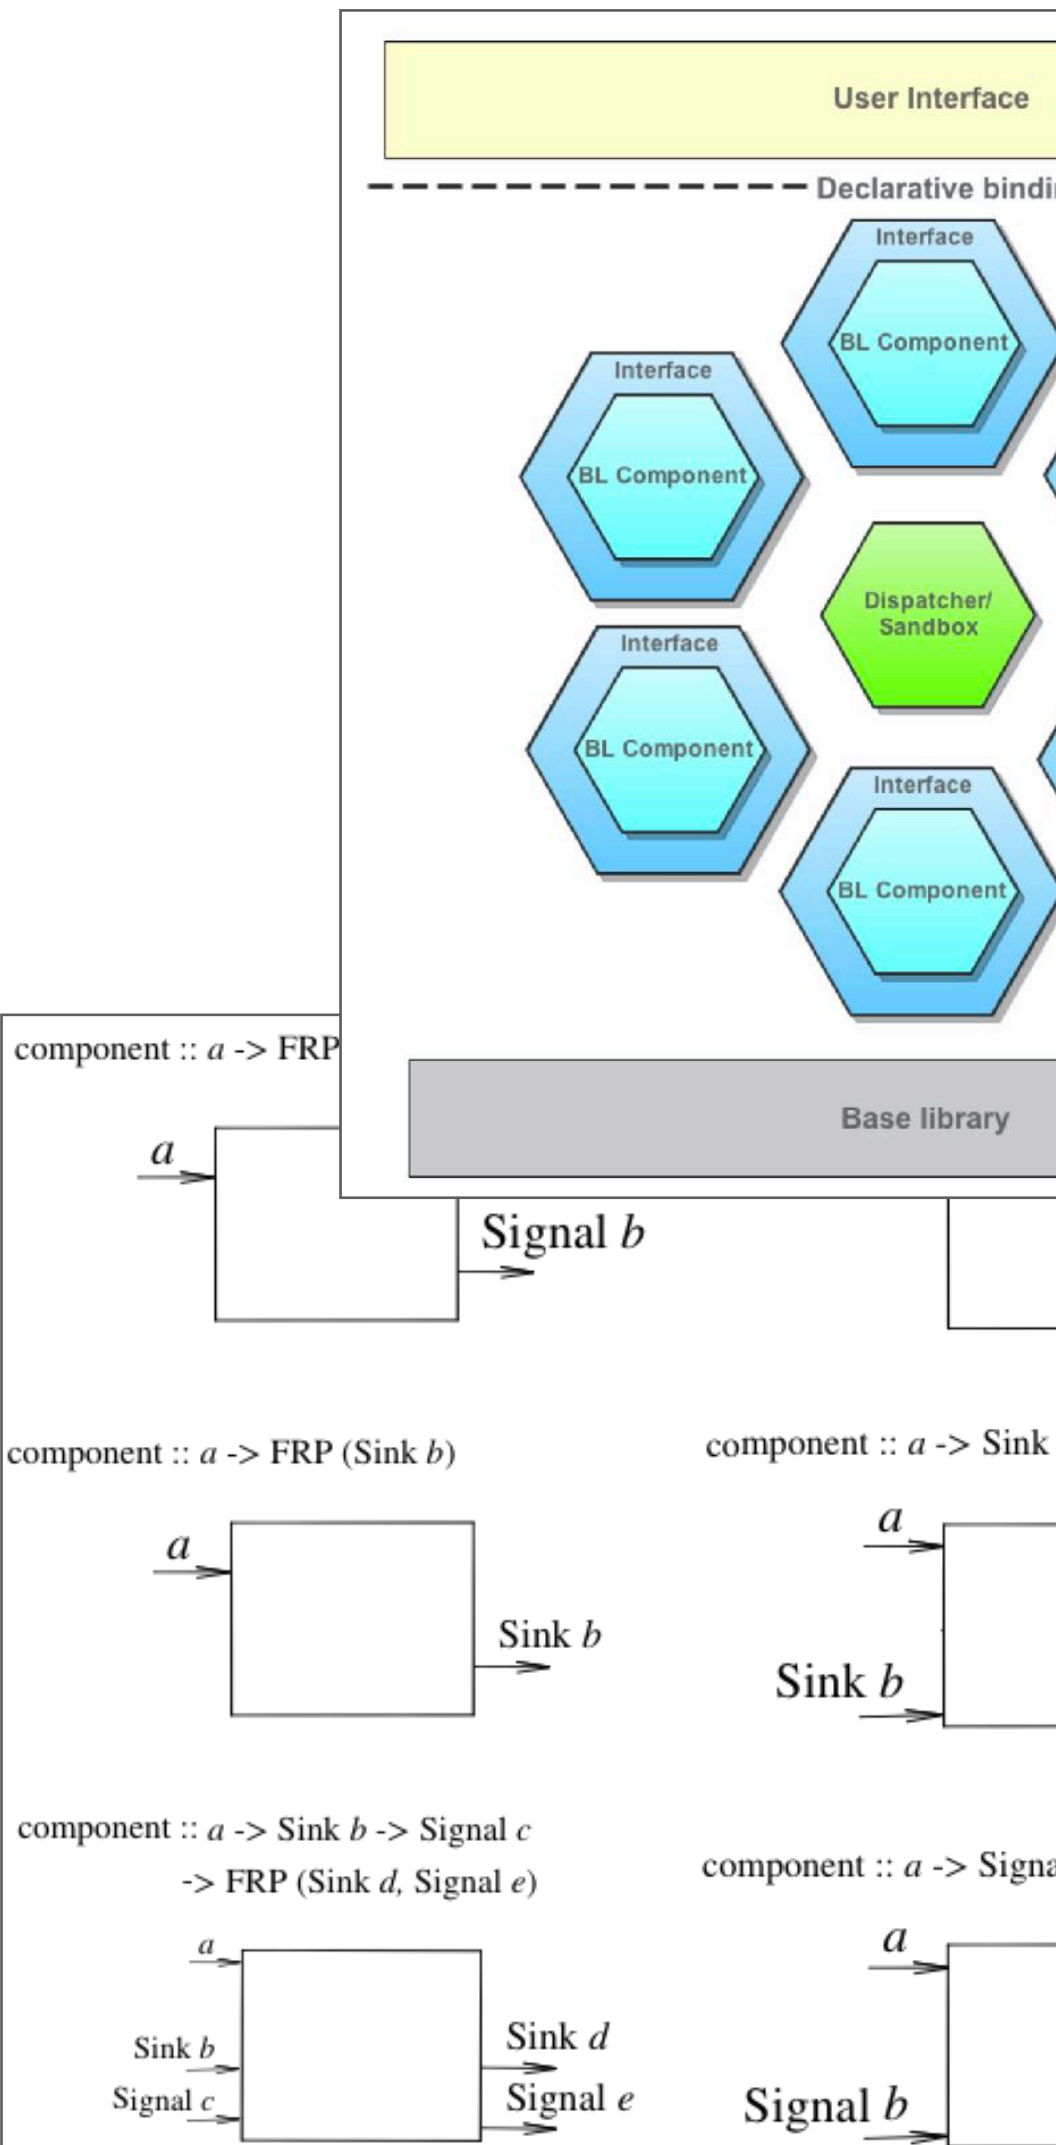 User Interface
Declarative
Interface
BL Component
Interface
BL Component
Dispatcher/
Sandbox
Interface
BL Component
Interface
BL Component
Base library
component :: a -> FRP
a
Signal b
component :: a -> FRP (Sink b)
a
Sink b
component :: a -> Sink
a
Sink b
component :: a -> Sink b -> Signal c
-> FRP (Sink d, Signal e)
a
Sink b
Signal c
Sink d
Signal e
component :: a ->
a
Signal b